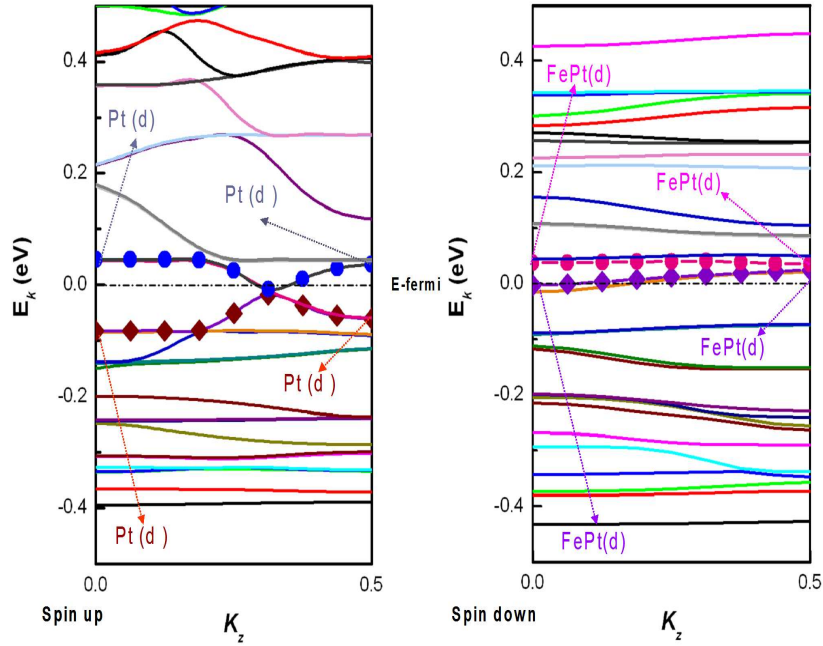 0.4
0.2
0.0
-0.2
-0.4
E_k (eV)
Pt (d)
Pt (d )
Pt (d )
Pt (d )
0.0
0.5
Spin up
K_z
E-fermi
0.4
0.2
0.0
-0.2
-0.4
E_k (eV)
FePt(d)
FePt(d)
FePt(d)
FePt(d)
0.0
0.5
Spin down
K_z